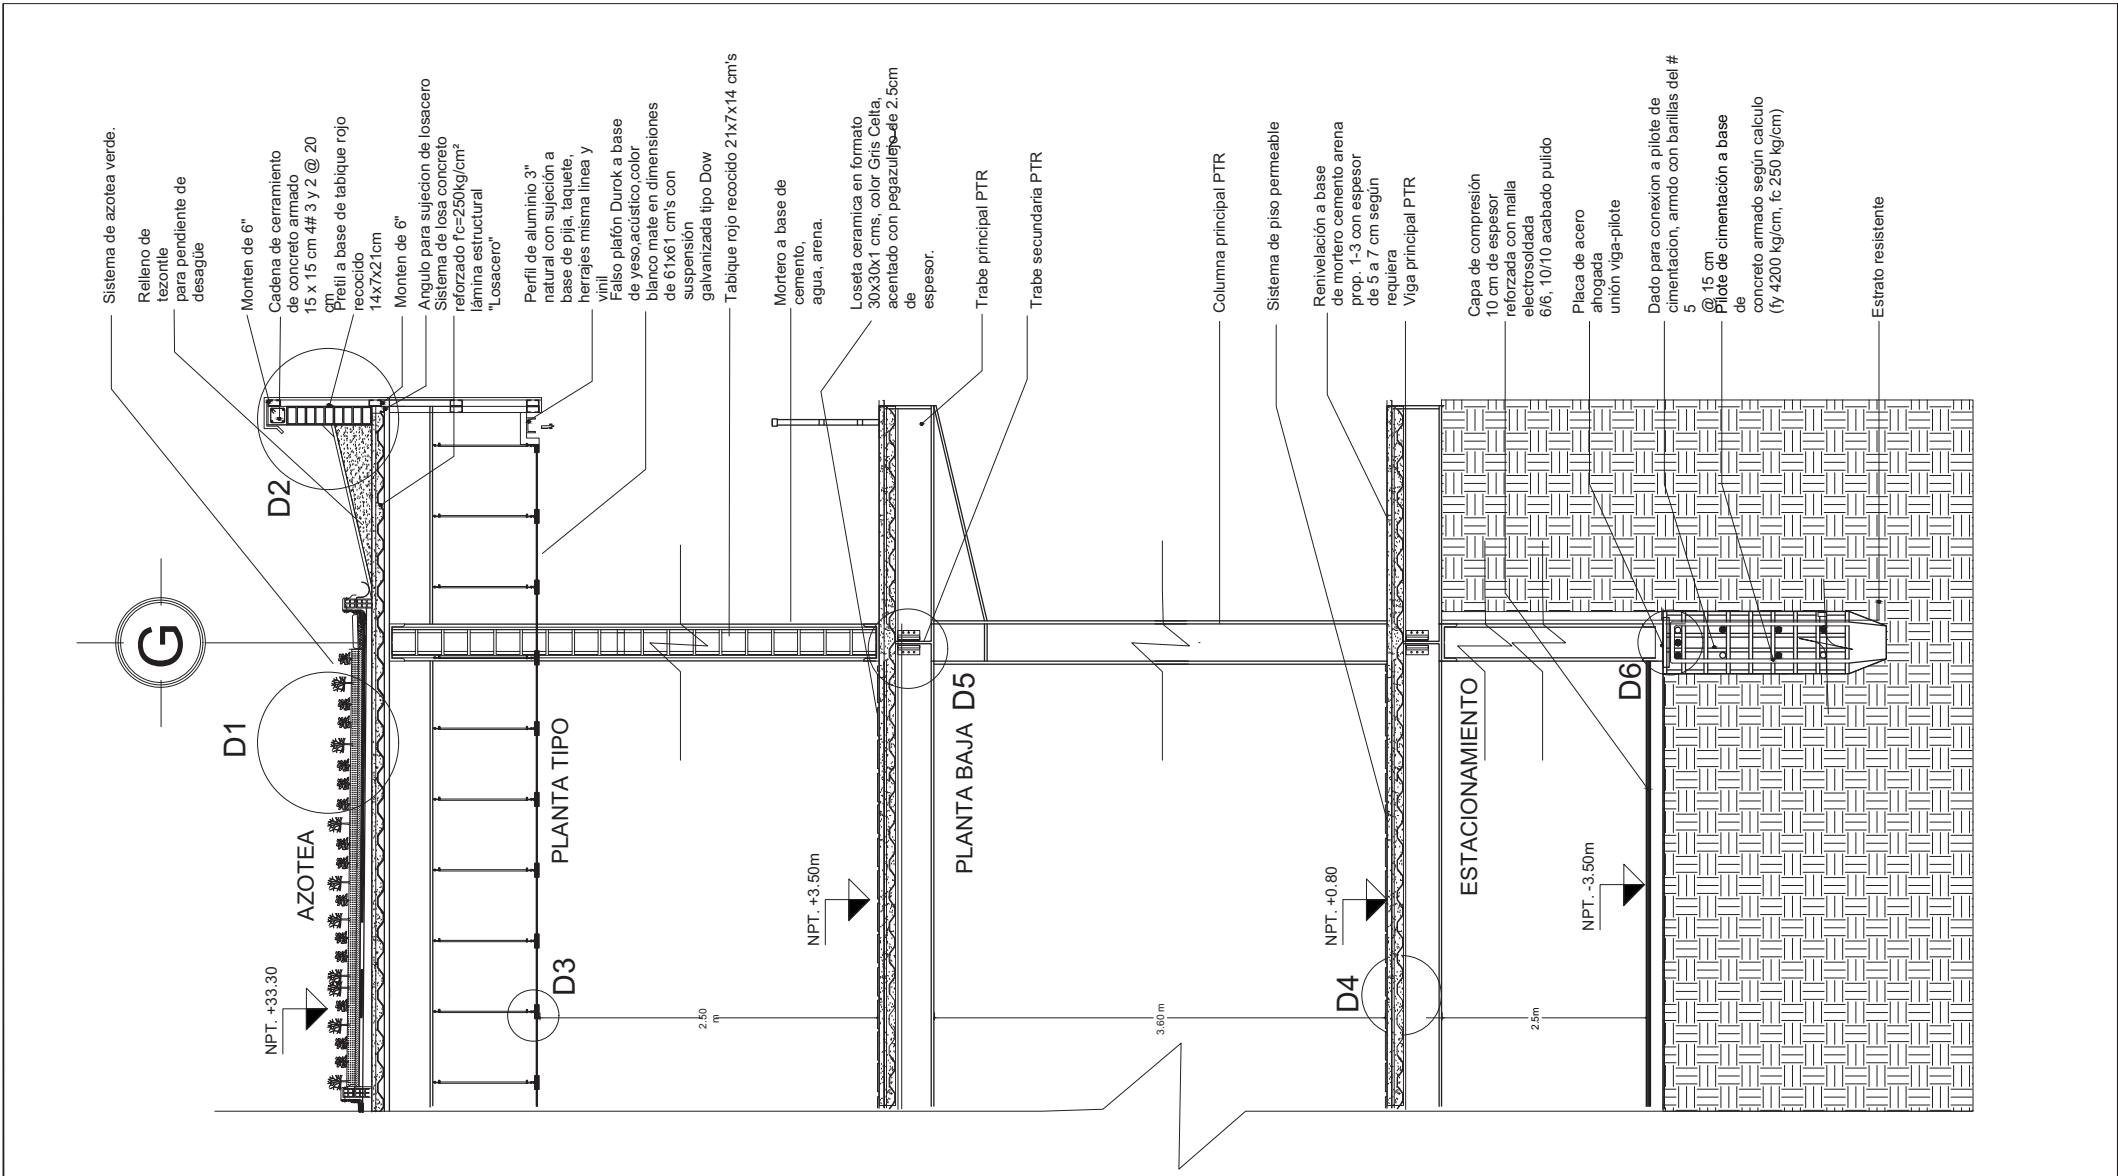 Sistema de azotea verde.
Relleno de
tezontle
para pendiente de
desagüe
Monten de 6"
Cadena de cerramiento
de concreto armado
15 x 15 cm 4# 3 y 2 @ 20
cm
Pretil a base de tabique rojo
recocido
14x7x21cm
Monten de 6"
Angulo para sujecion de losacero
Sistema de losa concreto
reforzado f'c=250kg/cm²
lámina estructural
"Losacero"
Perfil de aluminio 3"
natural con sujeción a
base de pija, taquete,
herrajes misma linea y
vinil
Falso plafón Durok a base
de yeso,acústico,color
blanco mate en dimensiones
de 61x61 cm's con
suspensión
galvanizada tipo Dow
Tabique rojo recocido 21x7x14 cm's
Mortero a base de
cemento,
agua, arena.
Loseta ceramica en formato
30x30x1 cms, color Gris Celta,
acentado con pegazulejo de 2.5cm
de
espesor.
Trabe principal PTR
Trabe secundaria PTR
Columna principal PTR
Sistema de piso permeable
Renivelación a base
de mortero cemento arena
prop. 1-3 con espesor
de 5 a 7 cm según
requiera
Viga principal PTR
Capa de compresión
10 cm de espesor
reforzada con malla
electrosoldada
6/6, 10/10 acabado pulido
Placa de acero
ahogada
unión viga-pilote
Dado para conexion a pilote de
cimentacion, armado con barillas del #
5
@ 15 cm
Pilote de cimentación a base
de
concreto armado según calculo
(fy 4200 kg/cm, fc 250 kg/cm)
Estrato resistente
G
D1
D2
AZOTEA
NPT. +33.30
PLANTA TIPO
D3
2.50
m
NPT. +3.50m
PLANTA BAJA
D5
3.60 m
NPT. +0.80
D4
ESTACIONAMIENTO
2.5m
NPT. -3.50m
D6